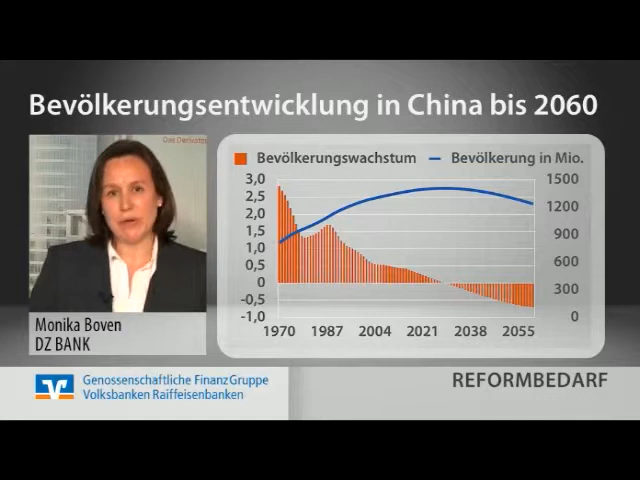 Bevölkerungsentwicklung in China bis 2060
Das Derivate
Monika Boven
DZ BANK
Bevölkerungswachstum
Bevölkerung in Mio.
3,0
2,5
2,0
1,5
1,0
0,5
0
-0,5
-1,0
1500
1200
900
600
300
0
1970 1987 2004 2021 2038 2055
Genossenschaftliche FinanzGruppe
Volksbanken Raiffeisenbanken
REFORMBEDARF